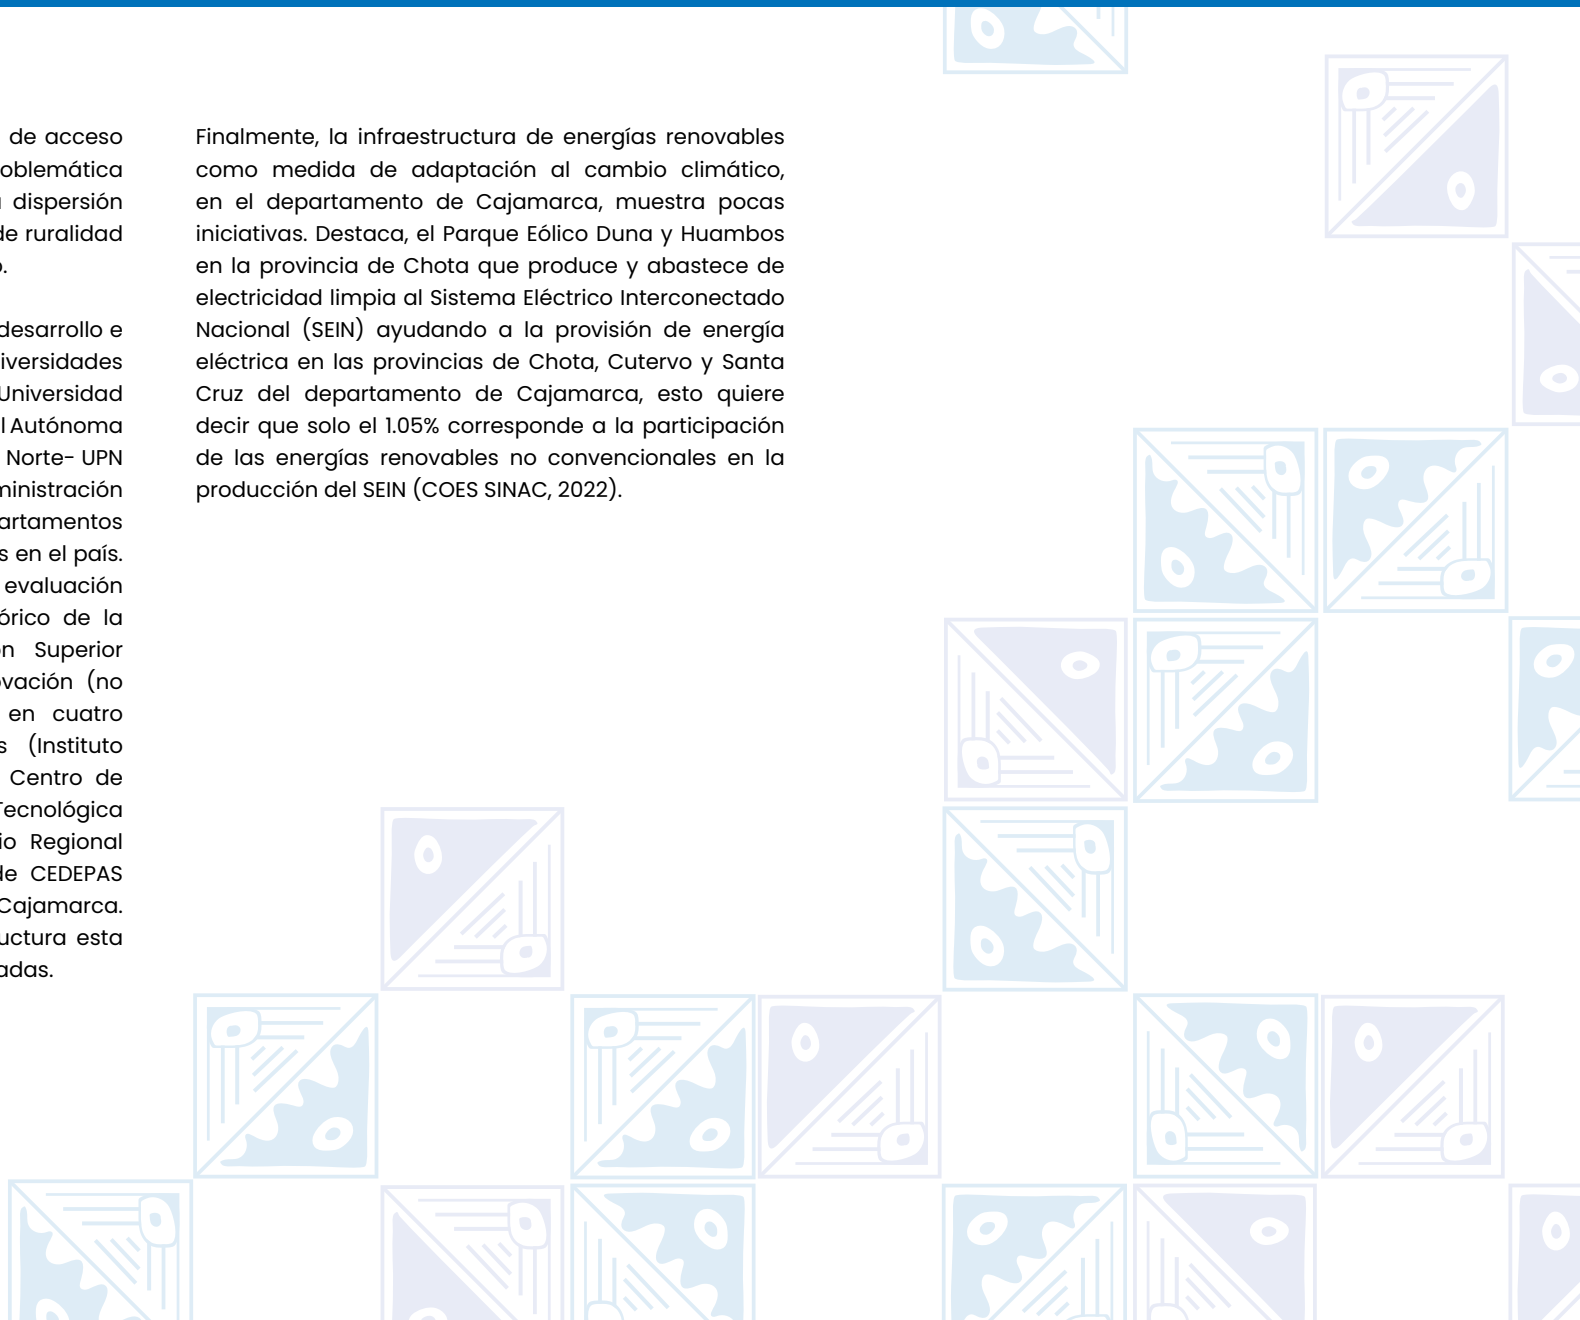 de acceso
oblemática
dispersión
de ruralidad
desarrollo e
iversidades
Universidad
l Autónoma
Norte- UPN
ministración
artamentos
s en el país.
evaluación
órico de la
n Superior
ovación (no
en cuatro
s (Instituto
Centro de
Tecnológica
io Regional
de CEDEPAS
Cajamarca.
uctura esta
adas.
Finalmente, la infraestructura de energías renovables
como medida de adaptación al cambio climático,
en el departamento de Cajamarca, muestra pocas
iniciativas. Destaca, el Parque Eólico Duna y Huambos
en la provincia de Chota que produce y abastece de
electricidad limpia al Sistema Eléctrico Interconectado
Nacional (SEIN) ayudando a la provisión de energía
eléctrica en las provincias de Chota, Cutervo y Santa
Cruz del departamento de Cajamarca, esto quiere
decir que solo el 1.05% corresponde a la participación
de las energías renovables no convencionales en la
producción del SEIN (COES SINAC, 2022).